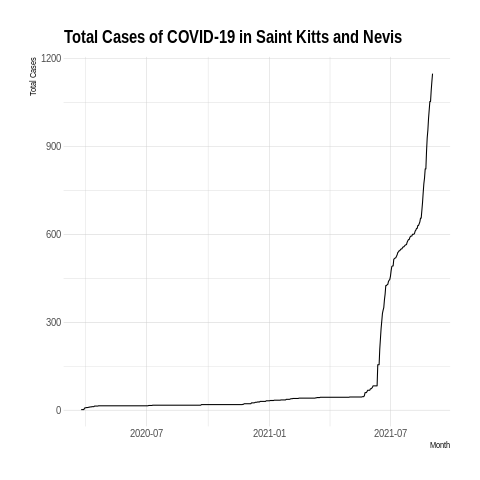 Total Cases of COVID-19 in Saint Kitts and Nevis
Total Cases
1200
900
600
300
0
2020-07 2021-01 2021-07
Month